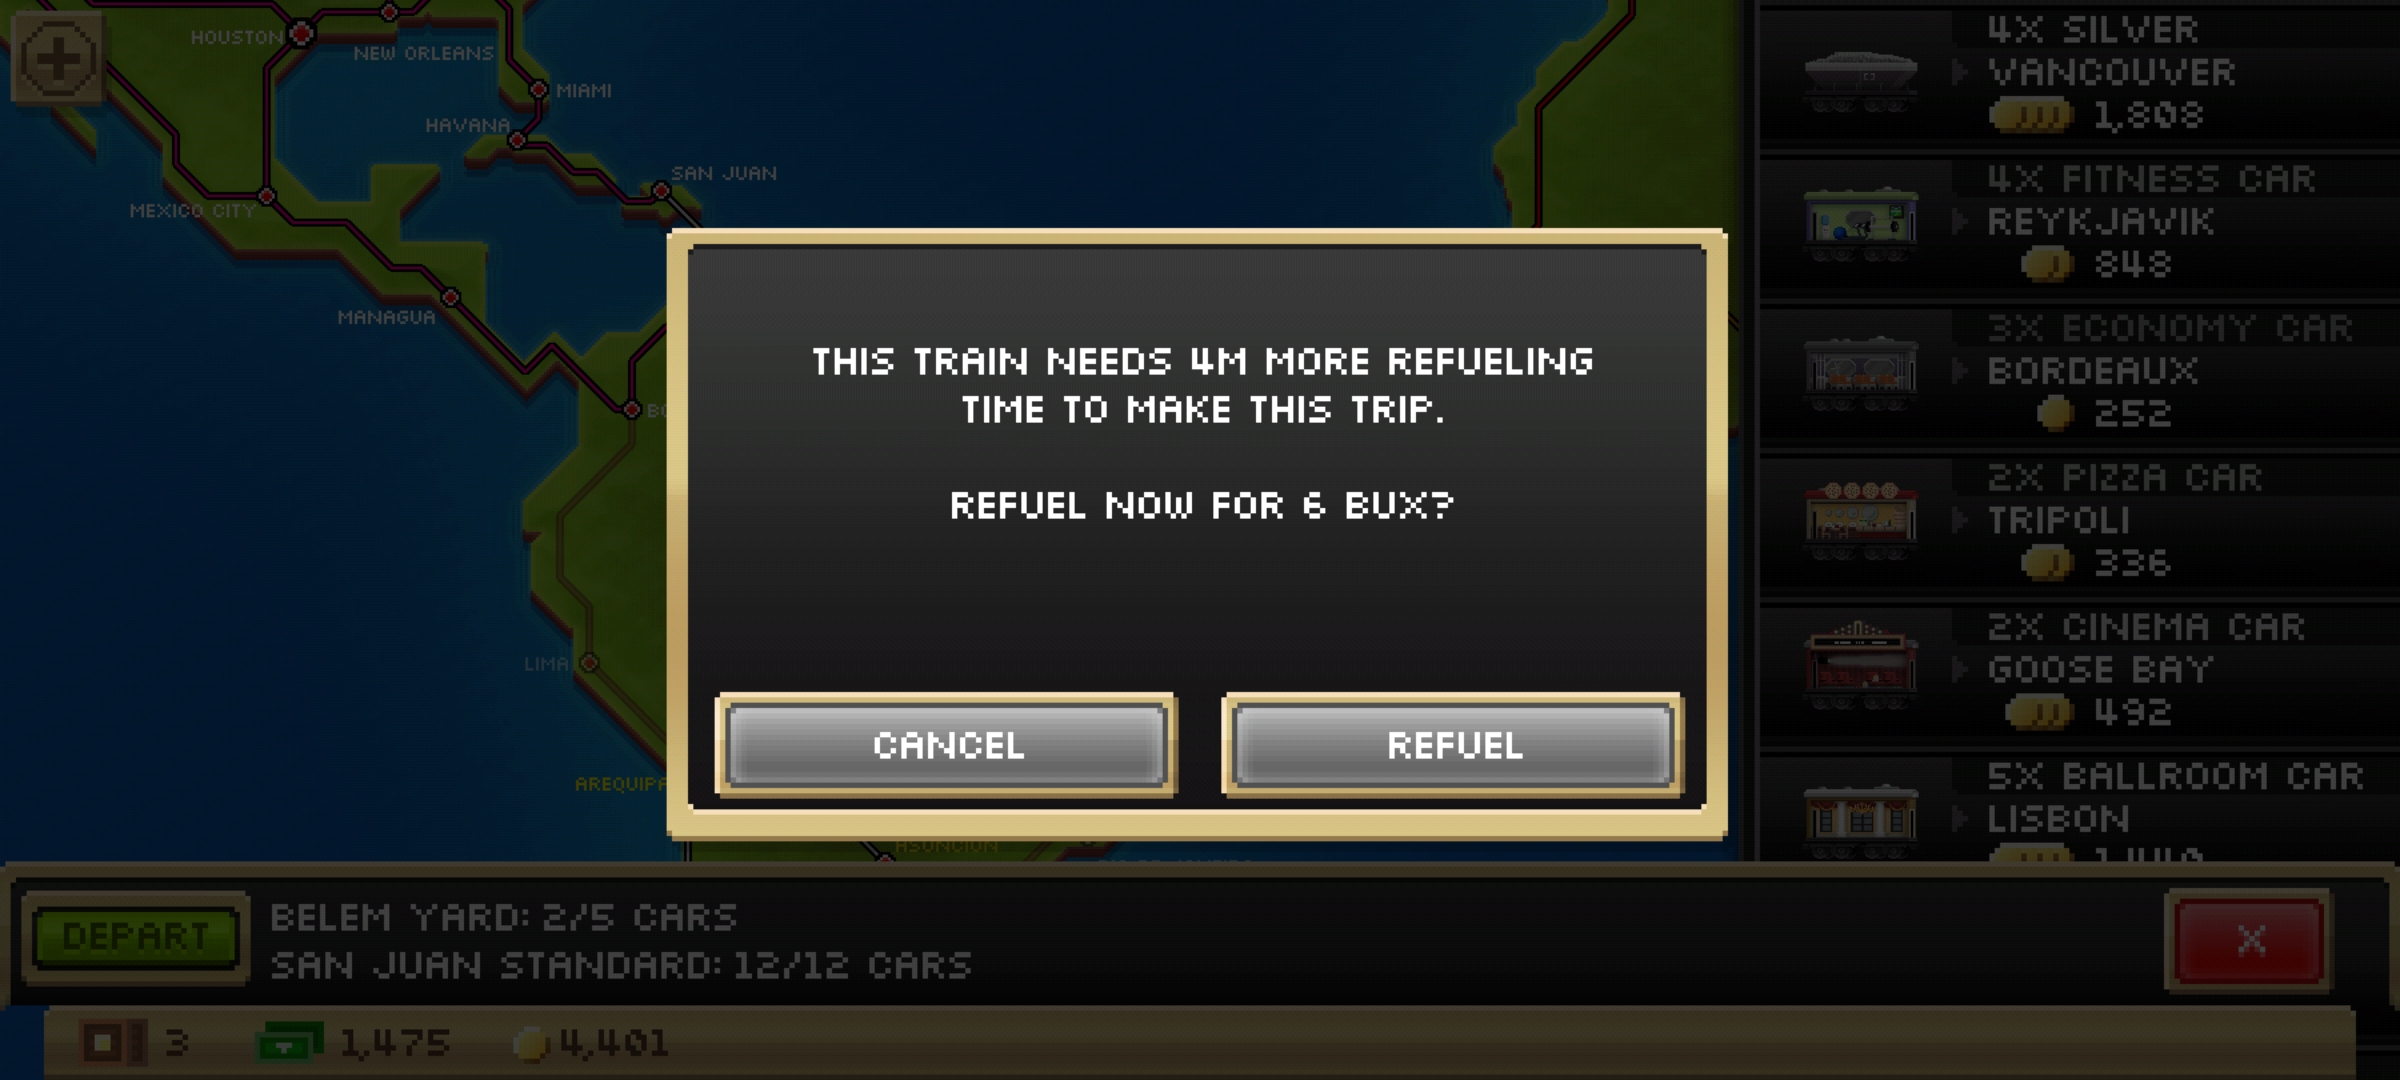 HOUSTON
NEW ORLEANS
MIAMI
HAVANA
SAN JUAN
MEXICO CITY
MANAGUA
LIMA
ASUNCION
4X SILVER
VANCOUVER
1,808
4X FITNESS CAR
REYKJAVIK
848
3X ECONOMY CAR
BORDEAUX
252
2X PIZZA CAR
TRIPOLI
336
2X CINEMA CAR
GOOSE BAY
492
5X BALLROOM CAR
LISBON
THIS TRAIN NEEDS 4M MORE REFUELING
TIME TO MAKE THIS TRIP.
REFUEL NOW FOR 6 BUX?
CANCEL
REFUEL
DEPART
BELEM YARD: 2/5 CARS
SAN JUAN STANDARD: 12/12 CARS
X
3
1,475
4,401